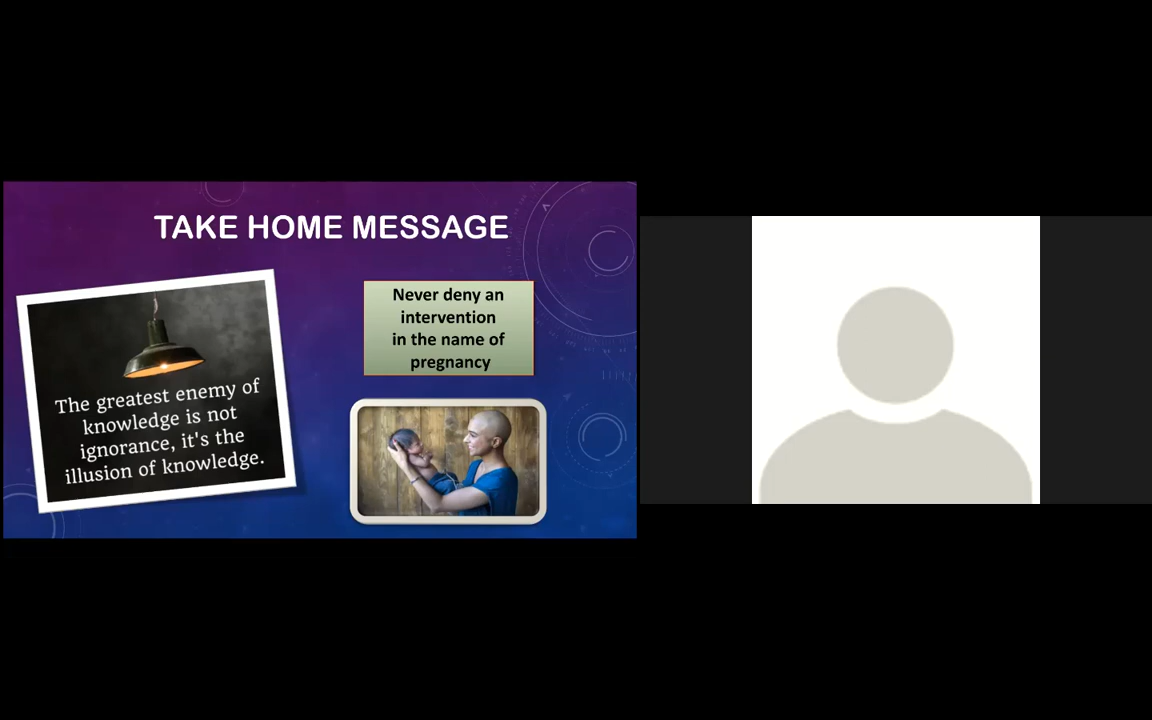 TAKE HOME MESSAGE
The greatest enemy of
knowledge is not
ignorance, it's the
illusion of knowledge.
Never deny an
intervention
in the name of
pregnancy